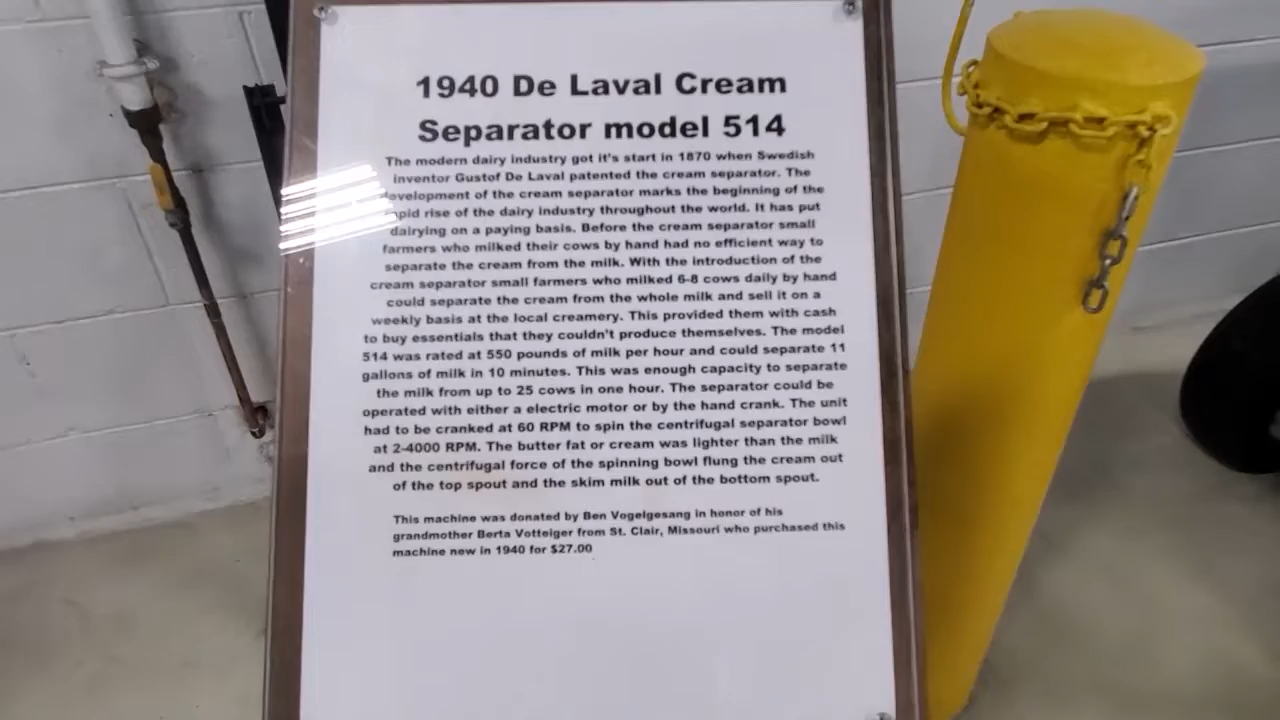 1940 De Laval Cream
Separator model 514
The modern dairy industry got it's start in 1870 when Swedish
inventor Gustof De Laval patented the cream separator. The
development of the cream separator marks the beginning of the
rapid rise of the dairy industry throughout the world. It has put
dairying on a paying basis. Before the cream separator small
farmers who milked their cows by hand had no efficient way to
separate the cream from the milk. With the introduction of the
cream separator small farmers who milked 6-8 cows daily by hand
could separate the cream from the whole milk and sell it on a
weekly basis at the local creamery. This provided them with cash
to buy essentials that they couldn't produce themselves. The model
514 was rated at 550 pounds of milk per hour and could separate 11
gallons of milk in 10 minutes. This was enough capacity to separate
the milk from up to 25 cows in one hour. The separator could be
operated with either a electric motor or by the hand crank. The unit
had to be cranked at 60 RPM to spin the centrifugal separator bowl
at 2-4000 RPM. The butter fat or cream was lighter than the milk
and the centrifugal force of the spinning bowl flung the cream out
of the top spout and the skim milk out of the bottom spout.
This machine was donated by Ben Vogelgesang in honor of his
grandmother Berta Votteiger from St. Clair, Missouri who purchased this
machine new in 1940 for $27.00